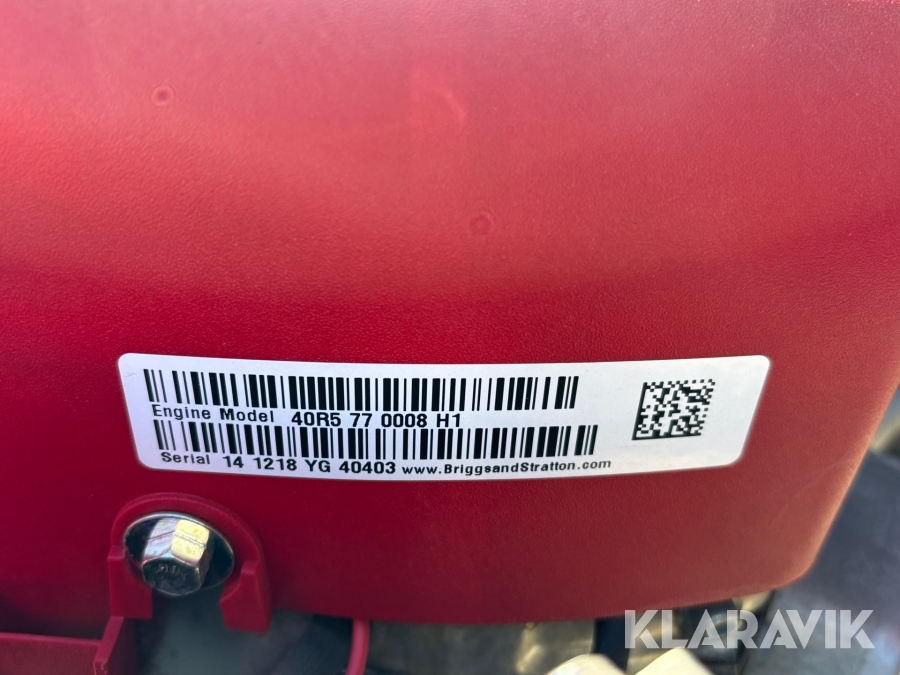 Engine Model 40R5 77 0008 H1
Serial 14 1218 YG 40403 www.BriggsandStratton.com
KLARAVIK